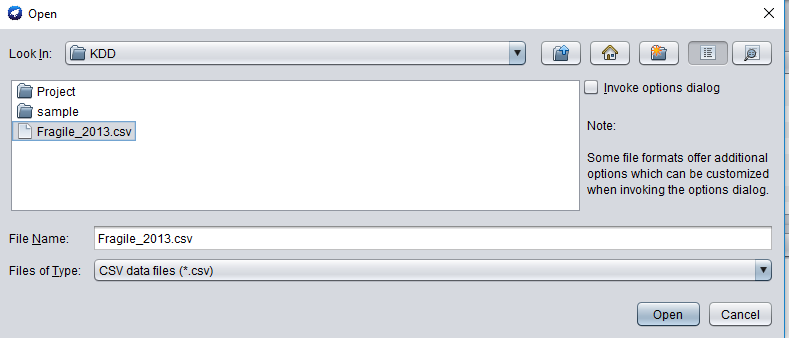 Open
Look In:
KDD
Project
sample
Fragile_2013.csv
Invoke options dialog
Note:
Some file formats offer additional
options which can be customized
when invoking the options dialog.
File Name:
Fragile_2013.csv
Files of Type:
CSV data files (*.csv)
Open
Cancel